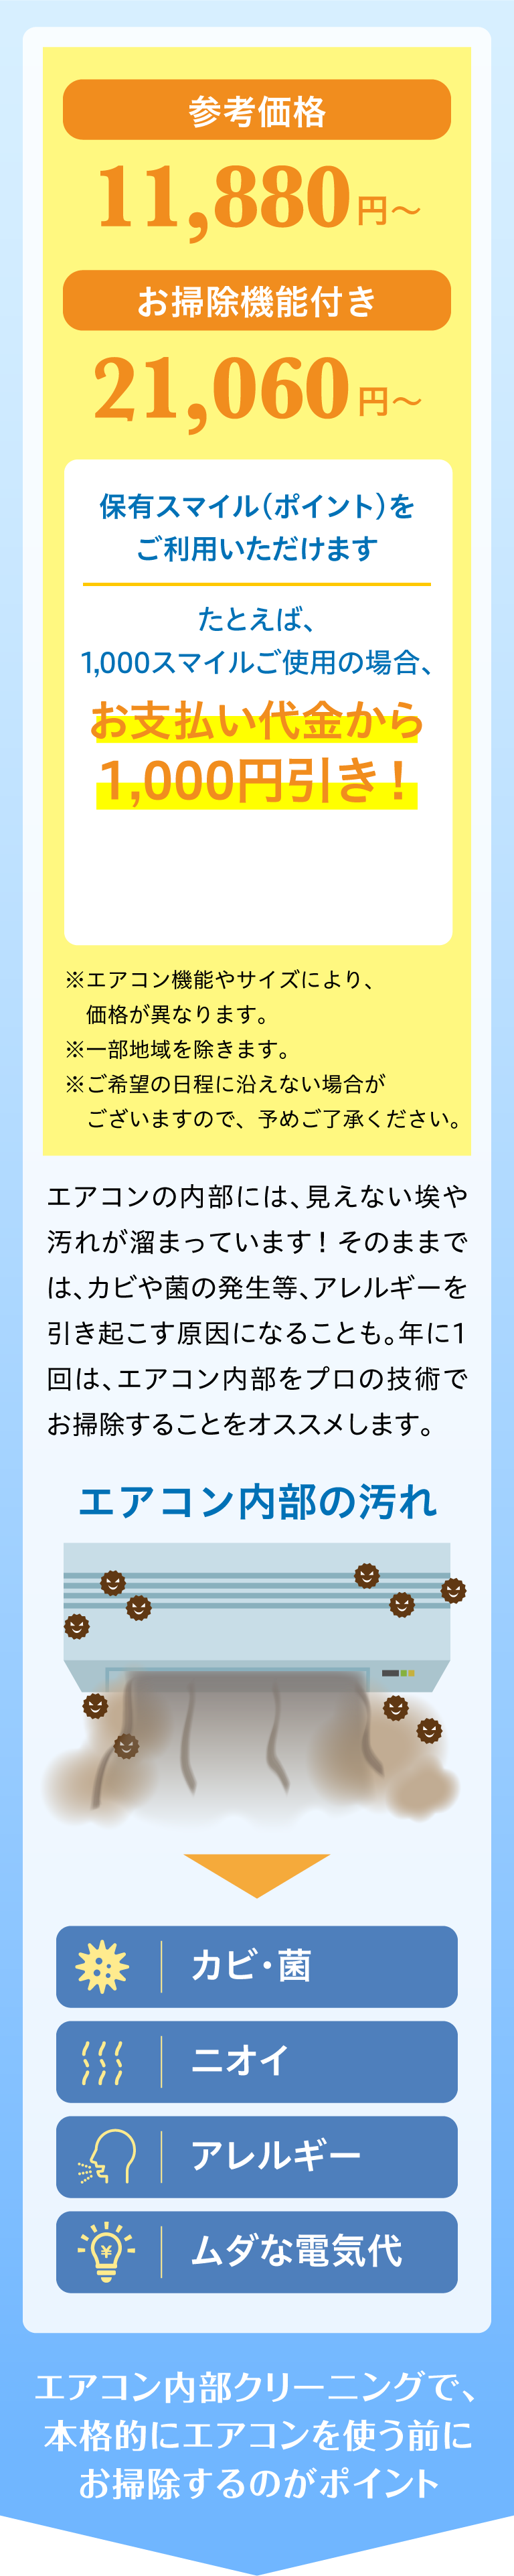 参考価格
11,880円～
お掃除機能付き
21,060円～
保有スマイル（ポイント）を
ご利用いただけます
たとえば、
1,000スマイルご使用の場合、
お支払い代金から
1,000円引き！
※エアコン機能やサイズにより、
価格が異なります。
※一部地域を除きます。
※ご希望の日程に沿えない場合が
ございますので、予めご了承ください。
エアコンの内部には、見えない埃や
汚れが溜まっています！そのままで
は、カビや菌の発生等、アレルギーを
引き起こす原因になることも。年に1
回は、エアコン内部をプロの技術で
お掃除することをオススメします。
エアコン内部の汚れ
カビ・菌
ニオイ
アレルギー
¥
ムダな電気代
エアコン内部クリーニングで、
本格的にエアコンを使う前に
お掃除するのがポイント